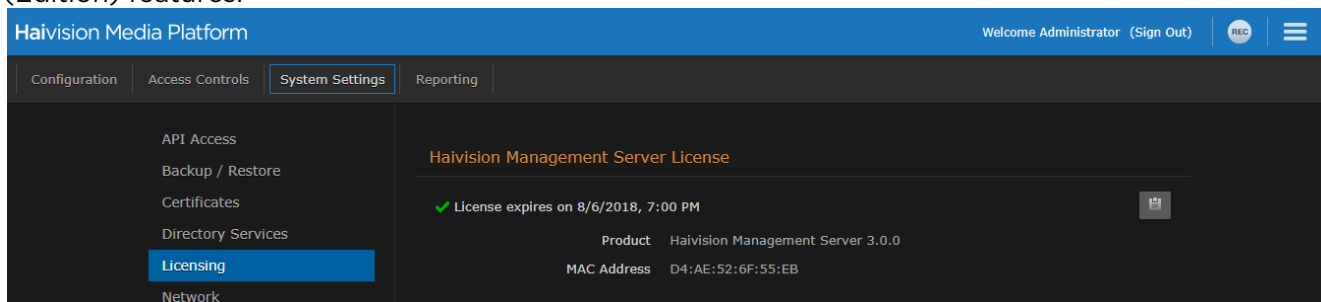 (Edition) features.
Haivision Media Platform Welcome Administrator (Sign Out) REC
Configuration Access Controls System Settings Reporting
API Access
Haivision Management Server License
Backup / Restore
Certificates
License expires on 8/6/2018, 7:00 PM
Directory Services
Product Haivision Management Server 3.0.0
Licensing
MAC Address D4:AE:52:6F:55:EB
Network